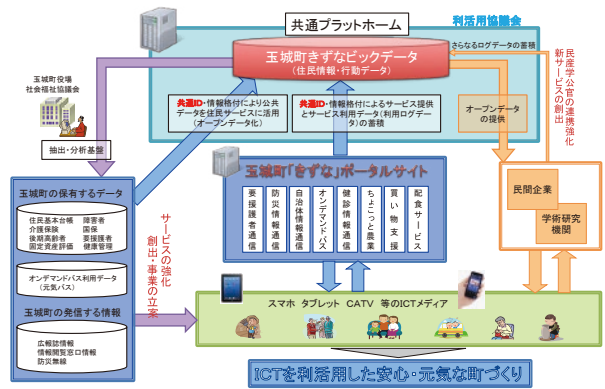 共通プラットホーム
利活用協議会
玉城町きずなビックデータ
(住民情報・行動データ)
さらなるログデータの蓄積
民産学公官の連携強化
新サービスの創出
玉城町役場
社会福祉協議会
共通ID・情報格付により公共
データを住民サービスに活用
(オープンデータ化)
共通ID・情報格付によるサービス提供
とサービス利用データ(利用ログデー
タ)の蓄積
オープンデータ
の提供
抽出・分析基盤
玉城町「きずな」ポータルサイト
要援護者通信
防災情報通信
自治体情報通信
オンデマンドバス
健診情報通信
ちょこっと農業
買い物支援
配食サービス
民間企業
学術研究
機関
玉城町の保有するデータ
住民基本台帳 障害者
介護保険 国保
後期高齢者 要援護者
固定資産評価 健康管理
オンデマンドバス利用データ
(元気バス)
玉城町の発信する情報
広報誌情報
情報閲覧窓口情報
防災無線
サービスの強化
創出・事業の立案
スマホ タブレット CATV 等のICTメディア
ICTを利活用した安心・元気な町づくり